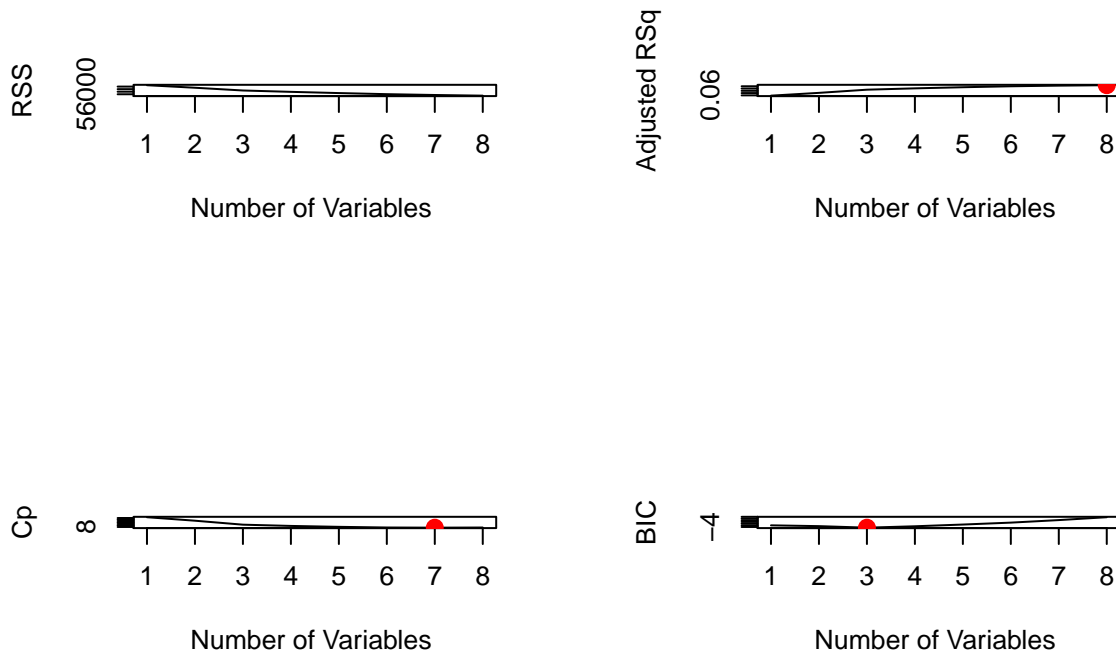 RSS
56000
1 2 3 4 5 6 7 8
Number of Variables
Adjusted RSq
0.06
1 2 3 4 5 6 7 8
Number of Variables
Cp
8
1 2 3 4 5 6 7 8
Number of Variables
BIC
−4
1 2 3 4 5 6 7 8
Number of Variables